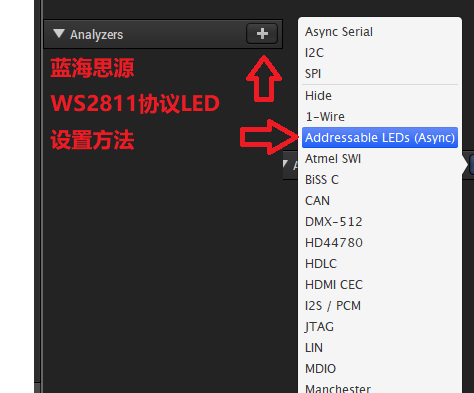 Analyzers
蓝海思源
WS2811协议LED
设置方法
Async Serial
I2C
SPI
Hide
1-Wire
Addressable LEDs (Async)
Atmel SWI
BiSS C
CAN
DMX-512
HD44780
HDLC
HDMI CEC
I2S / PCM
JTAG
LIN
MDIO
Manchester